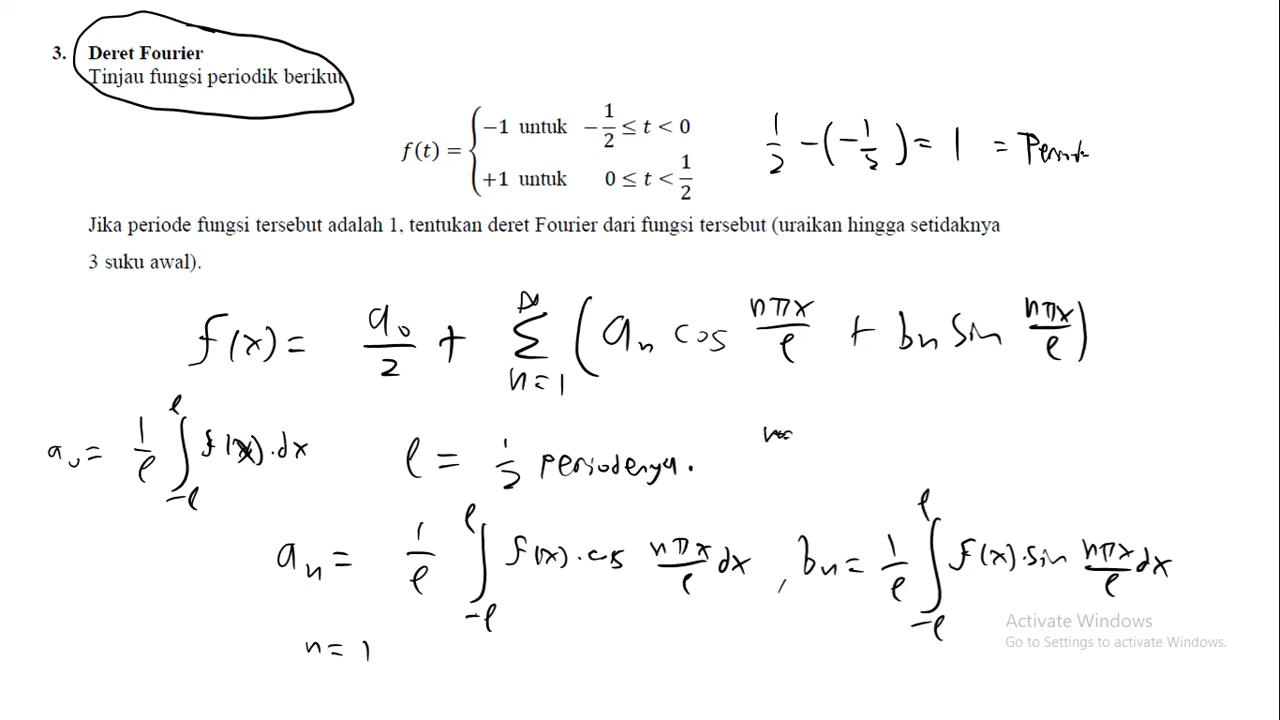 3. Deret Fourier
Tinjau fungsi periodik berikut
f(t) = { −1 untuk −1/2 ≤ t < 0
+1 untuk 0 ≤ t < 1/2
1/2 − (−1/2) = 1 = Periode
Jika periode fungsi tersebut adalah 1, tentukan deret Fourier dari fungsi tersebut (uraikan hingga setidaknya
3 suku awal).
f(x) = a₀/2 + ∑_{n=1}^{∞} (aₙ cos nπx/ℓ + bₙ sin nπx/ℓ)
a₀ = 1/ℓ ∫_{−ℓ}^{ℓ} f(x) . dx
ℓ = 1/2 periodenya.
aₙ = 1/ℓ ∫_{−ℓ}^{ℓ} f(x) . cos nπx/ℓ dx , bₙ = 1/ℓ ∫_{−ℓ}^{ℓ} f(x) . sin nπx/ℓ dx
n = 1
Activate Windows
Go to Settings to activate Windows.